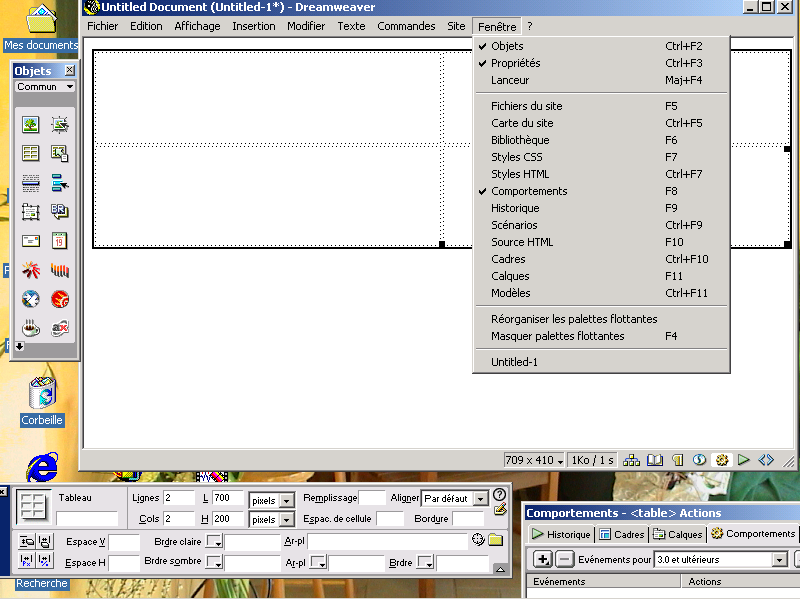 Untitled Document (Untitled-1*) - Dreamweaver
Fichier Edition Affichage Insertion Modifier Texte Commandes Site Fenêtre ?
Mes documents
Objets
Commun
Objets Ctrl+F2
Propriétés Ctrl+F3
Lanceur Maj+F4
Fichiers du site F5
Carte du site Ctrl+F5
Bibliothèque F6
Styles CSS F7
Styles HTML Ctrl+F7
Comportements F8
Historique F9
Scénarios Ctrl+F9
Source HTML F10
Cadres Ctrl+F10
Calques F11
Modèles Ctrl+F11
Réorganiser les palettes flottantes
Masquer palettes flottantes F4
Untitled-1
BR
19
Corbeille
709 x 410 1Ko / 1 s
Tableau Lignes 2 L 700 pixels Remplissage Aligner Par défaut
Cols 2 H 200 pixels Espac. de cellule Bordure
Espace V Brdre claire Ar-pl
Espace H Brdre sombre Ar-pl Brdre
Recherche
Comportements - <table> Actions
Historique Cadres Calques Comportements
Evénements pour 3.0 et ultérieurs
Evénements Actions